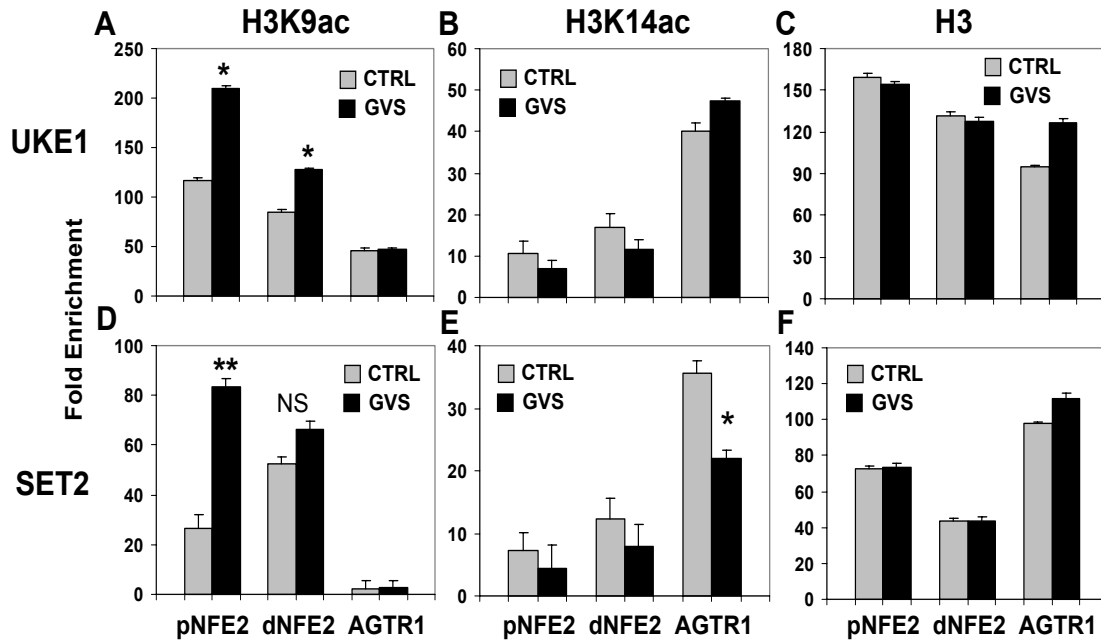 A H3K9ac B H3K14ac C H3
UKE1
Fold Enrichment
SET2
250
200
150
100
50
0
*
*
CTRL
GVS
60
50
40
30
20
10
0
CTRL
GVS
180
150
120
90
60
30
0
CTRL
GVS
D
100
80
60
40
20
0
**
NS
CTRL
GVS
pNFE2 dNFE2 AGTR1
E
40
30
20
10
0
CTRL
GVS
*
pNFE2 dNFE2 AGTR1
F
140
120
100
80
60
40
20
0
CTRL
GVS
pNFE2 dNFE2 AGTR1